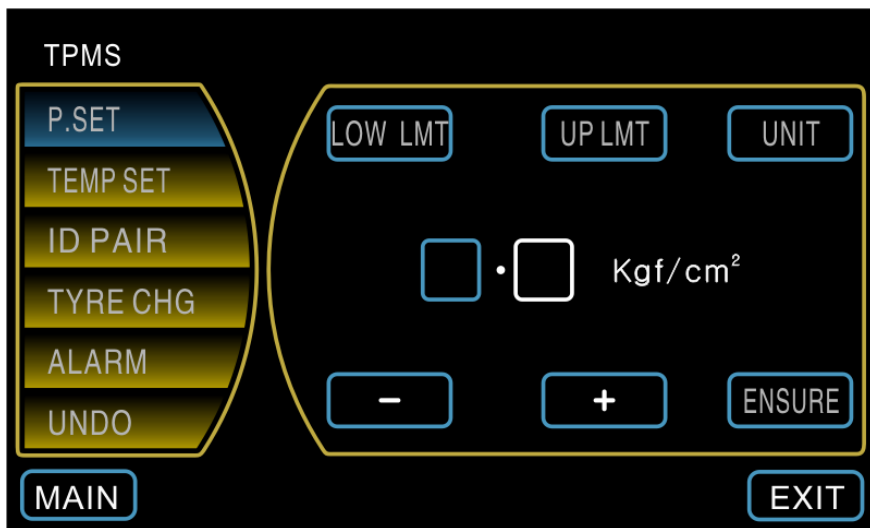 TPMS
P.SET
TEMP SET
ID PAIR
TYRE CHG
ALARM
UNDO
LOW LMT
UP LMT
UNIT
. Kgf/cm²
-
+
ENSURE
MAIN
EXIT